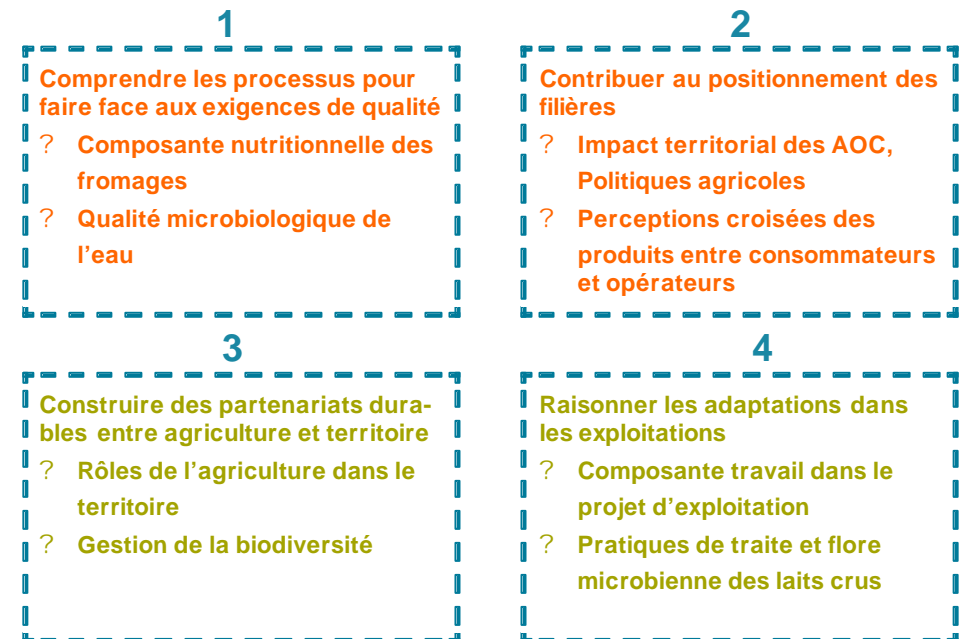 1
Comprendre les processus pour
faire face aux exigences de qualité
? Composante nutritionnelle des
fromages
? Qualité microbiologique de
l'eau
2
Contribuer au positionnement des
filières
? Impact territorial des AOC,
Politiques agricoles
? Perceptions croisées des
produits entre consommateurs
et opérateurs
3
Construire des partenariats dura-
bles entre agriculture et territoire
? Rôles de l'agriculture dans le
territoire
? Gestion de la biodiversité
4
Raisonner les adaptations dans
les exploitations
? Composante travail dans le
projet d'exploitation
? Pratiques de traite et flore
microbienne des laits crus